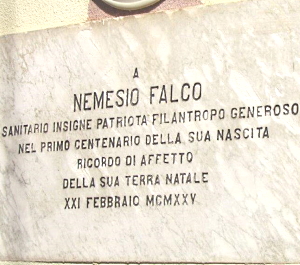 A
NEMESIO FALCO
SANITARIO INSIGNE PATRIOTA FILANTROPO GENEROSO
NEL PRIMO CENTENARIO DELLA SUA NASCITA
RICORDO DI AFFETTO
DELLA SUA TERRA NATALE
XXI FEBBRAIO MCMXXV